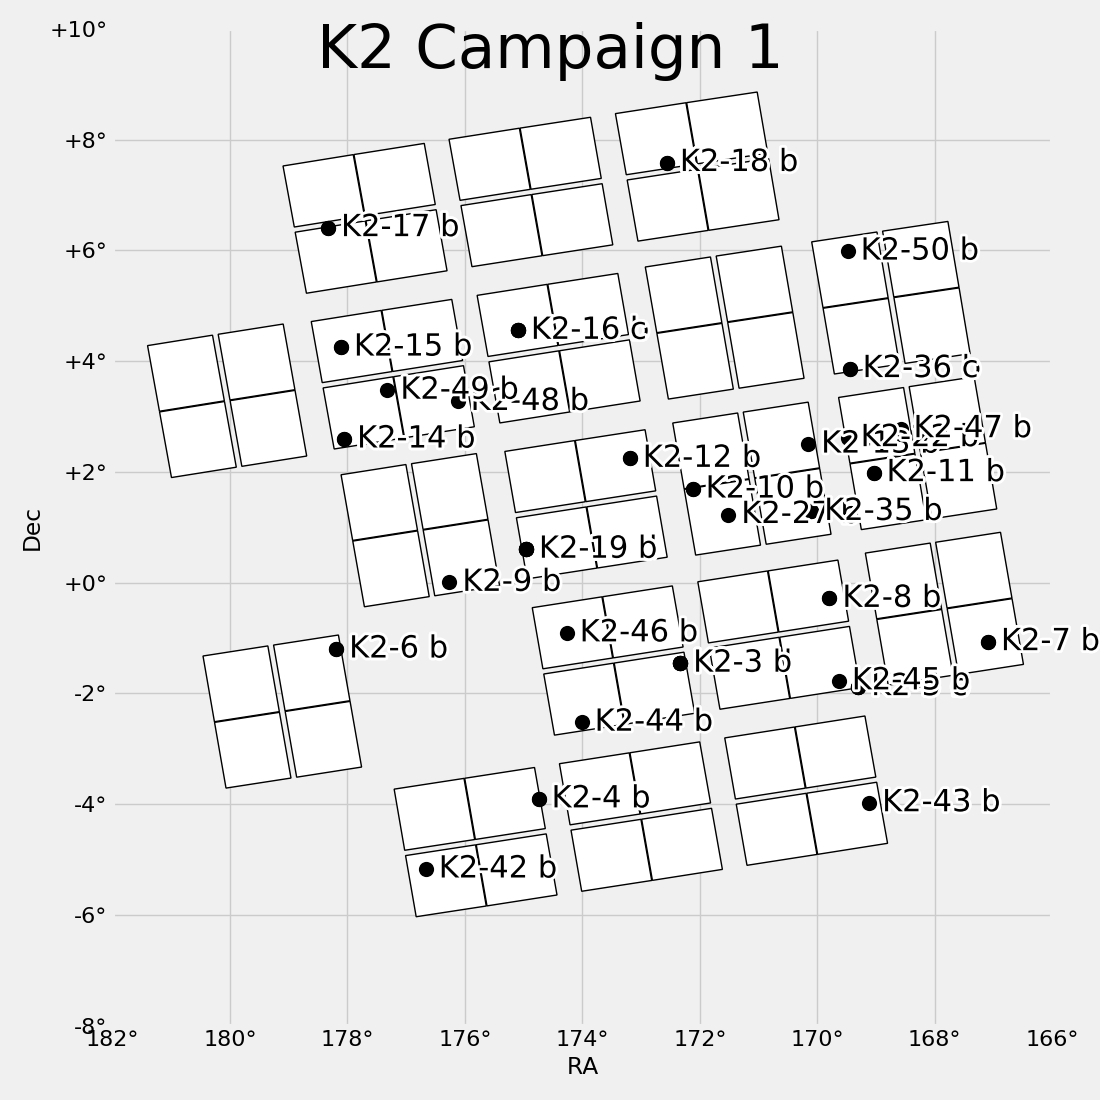 K2 Campaign 1
+10°
+8°
K2-18 b
K2-17 b
+6°
K2-50 b
K2-16 c
K2-15 b
+4°
K2-36 c
K2-49 b
K2-48 b
K2-14 b
K2-47 b
K2-12 b
K2-11 b
+2°
K2-10 b
K2-35 b
K2-19 b
Dec
+0°
K2-9 b
K2-8 b
K2-46 b
K2-6 b
K2-7 b
K2-3 b
K2-45 b
-2°
K2-44 b
K2-4 b
-4°
K2-43 b
K2-42 b
-6°
-8°
182°
180°
178°
176°
174°
172°
170°
168°
166°
RA